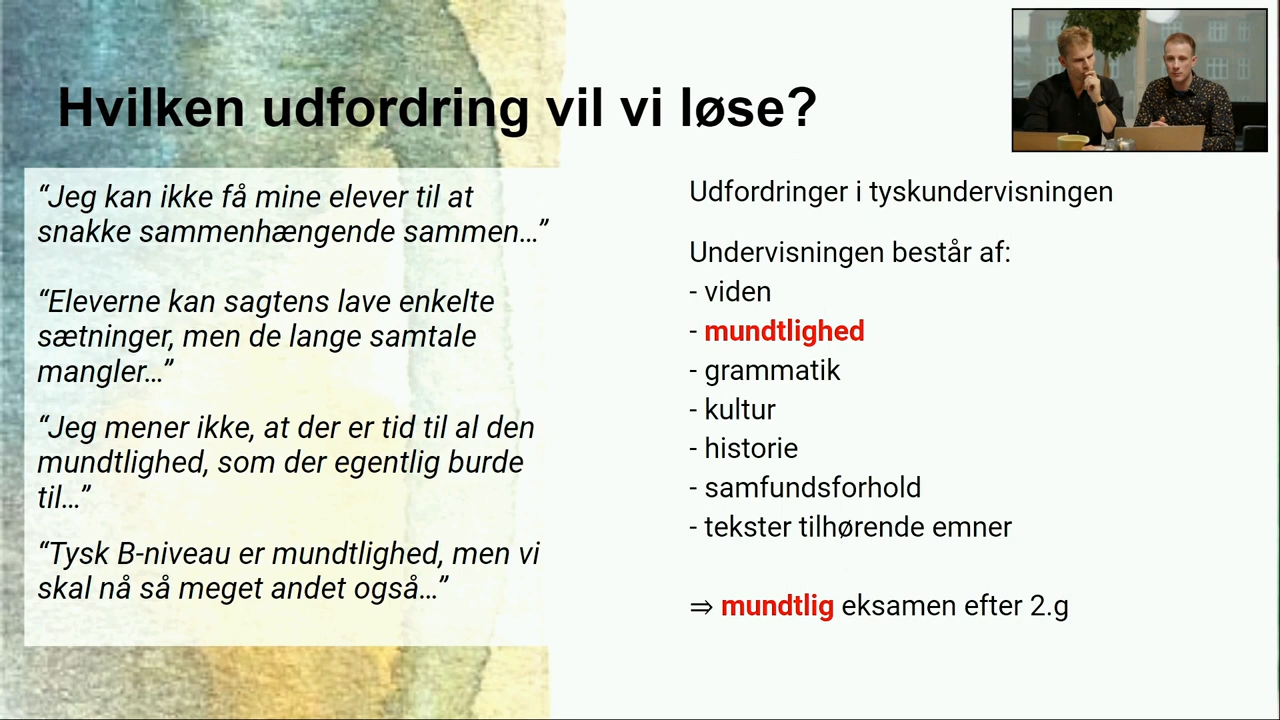 Hvilken udfordring vil vi løse?
“Jeg kan ikke få mine elever til at
snakke sammenhængende sammen…”
“Eleverne kan sagtens lave enkelte
sætninger, men de lange samtale
mangler…”
“Jeg mener ikke, at der er tid til al den
mundtlighed, som der egentlig burde
til…”
“Tysk B-niveau er mundtlighed, men vi
skal nå så meget andet også…”
Udfordringer i tyskundervisningen
Undervisningen består af:
- viden
- mundtlighed
- grammatik
- kultur
- historie
- samfundsforhold
- tekster tilhørende emner
⇒ mundtlig eksamen efter 2.g